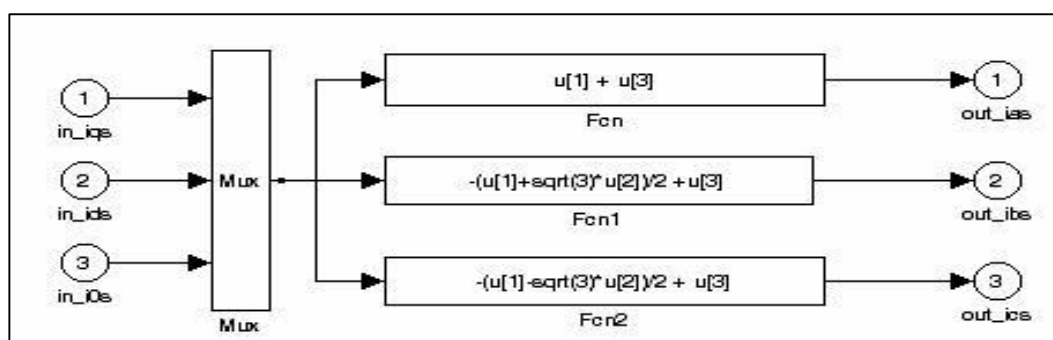 1
in_iqs
2
in_ids
3
in_i0s
Mux
Mux
u[1] + u[3]
Fcn
-(u[1]+sqrt(3)*u[2])/2 +u[3]
Fcn1
-(u[1]-sqrt(3)*u[2])/2 + u[3]
Fcn2
1
out_ias
2
out_ibs
3
out_ics